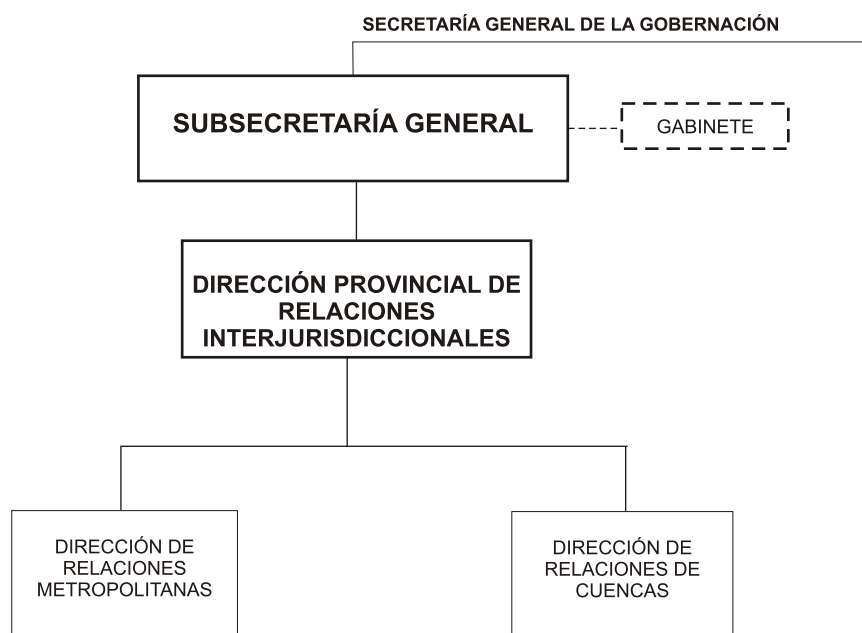 SECRETARÍA GENERAL DE LA GOBERNACIÓN
SUBSECRETARÍA GENERAL
GABINETE
DIRECCIÓN PROVINCIAL DE
RELACIONES
INTERJURISDICCIONALES
DIRECCIÓN DE
RELACIONES
METROPOLITANAS
DIRECCIÓN DE
RELACIONES DE
CUENCAS